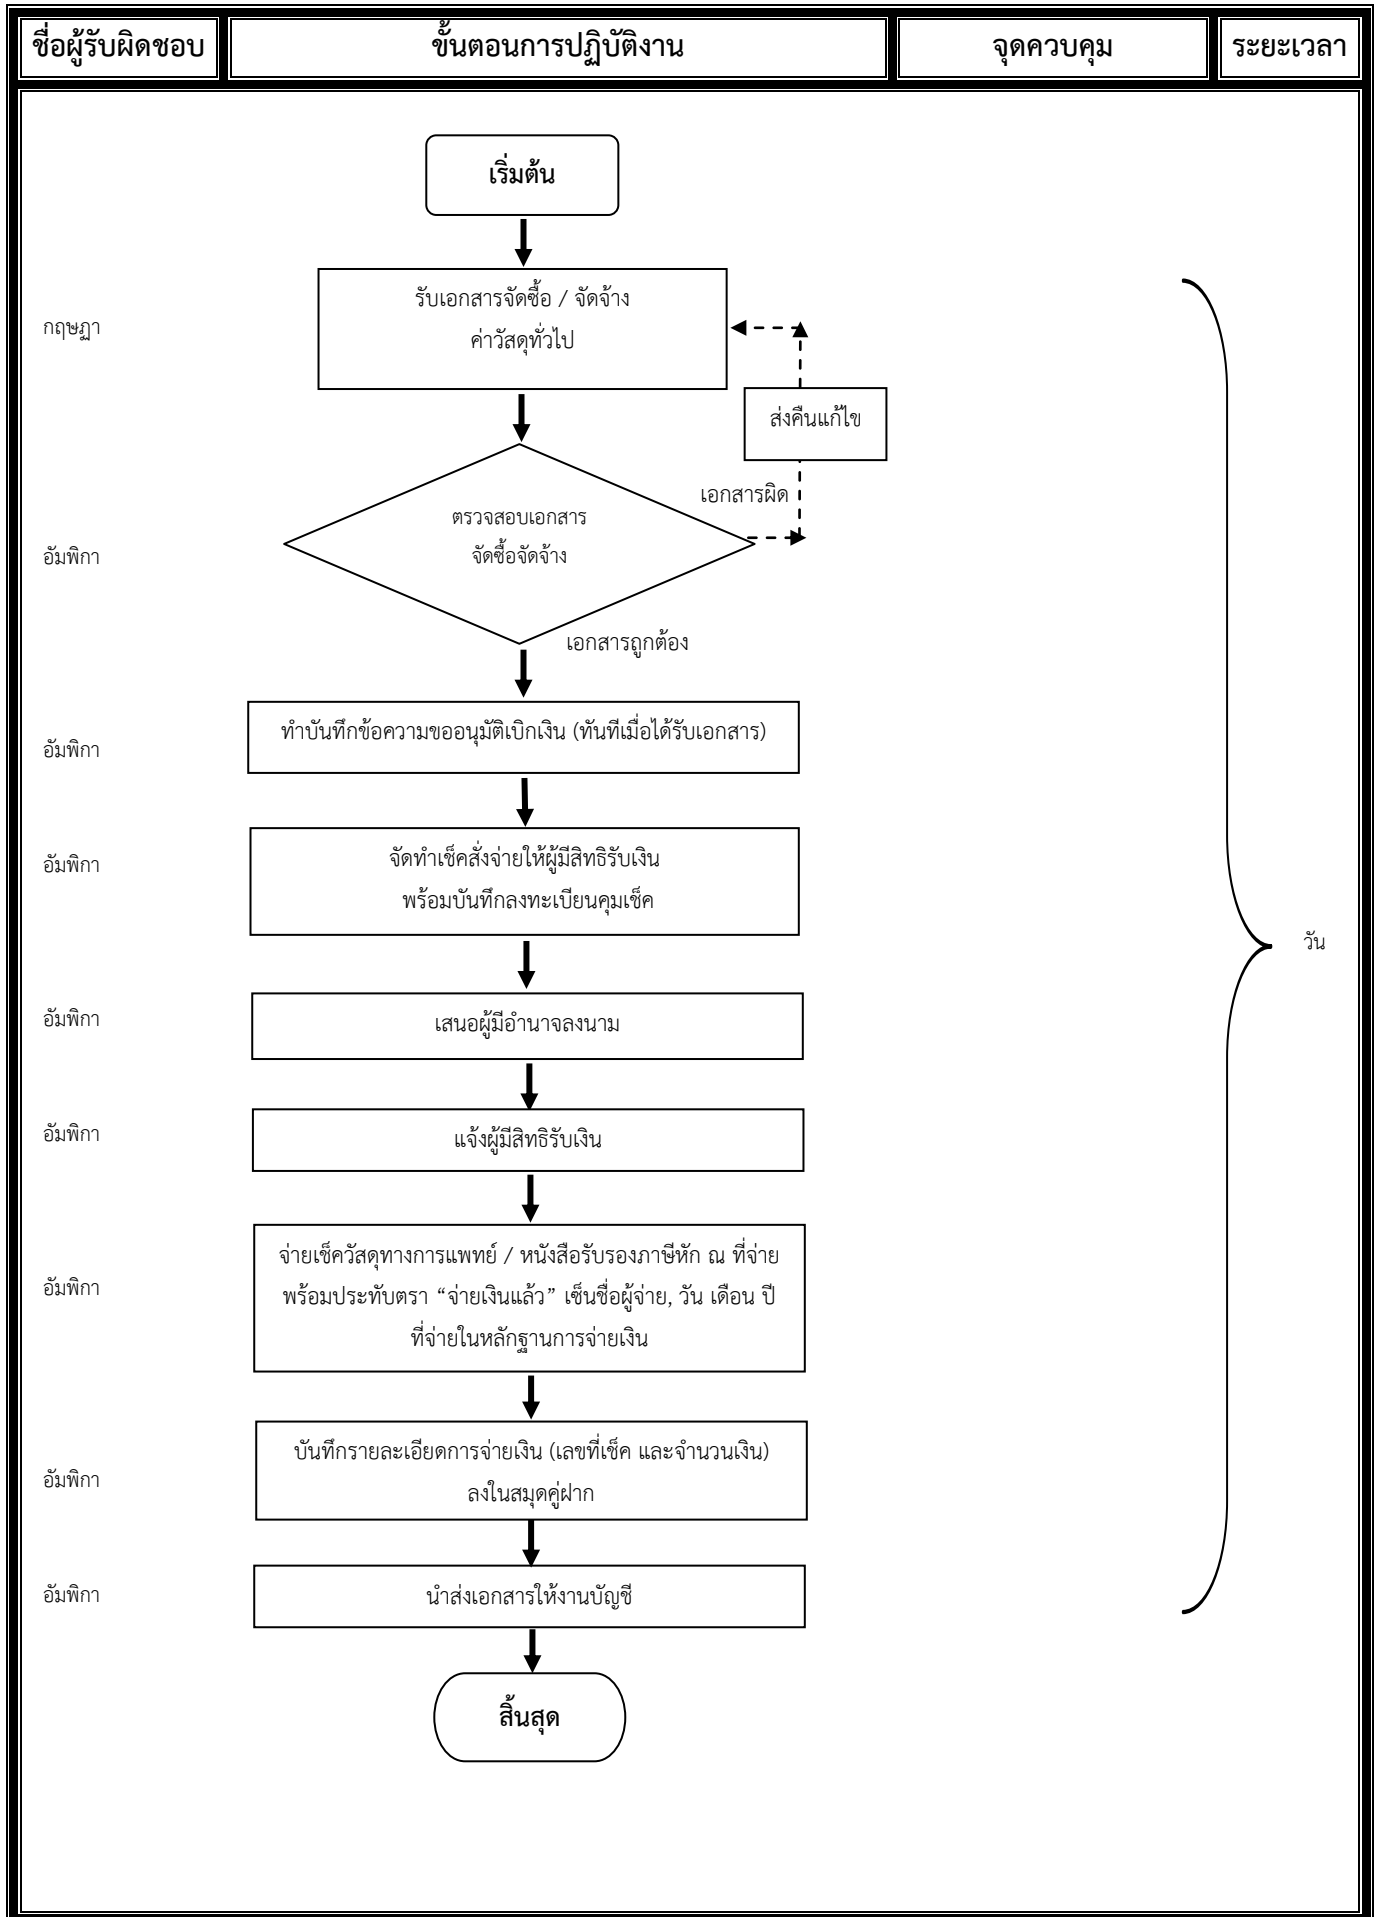 ชื่อผู้รับผิดชอบ ขั้นตอนการปฏิบัติงาน จุดควบคุม ระยะเวลา
เริ่มต้น
รับเอกสารจัดซื้อ / จัดจ้าง
ค่าวัสดุทั่วไป
กฤษฏา
ส่งคืนแก้ไข
เอกสารผิด
ตรวจสอบเอกสาร
จัดซื้อจัดจ้าง
อัมพิกา
เอกสารถูกต้อง
ทำบันทึกข้อความขออนุมัติเบิกเงิน (ทันทีเมื่อได้รับเอกสาร)
อัมพิกา
จัดทำเช็คสั่งจ่ายให้ผู้มีสิทธิรับเงิน
พร้อมบันทึกลงทะเบียนคุมเช็ค
อัมพิกา
วัน
เสนอผู้มีอำนาจลงนาม
อัมพิกา
แจ้งผู้มีสิทธิรับเงิน
อัมพิกา
จ่ายเช็ควัสดุทางการแพทย์ / หนังสือรับรองภาษีหัก ณ ที่จ่าย
พร้อมประทับตรา “จ่ายเงินแล้ว” เซ็นชื่อผู้จ่าย, วัน เดือน ปี
ที่จ่ายในหลักฐานการจ่ายเงิน
อัมพิกา
บันทึกรายละเอียดการจ่ายเงิน (เลขที่เช็ค และจำนวนเงิน)
ลงในสมุดคู่ฝาก
อัมพิกา
นำส่งเอกสารให้งานบัญชี
อัมพิกา
สิ้นสุด